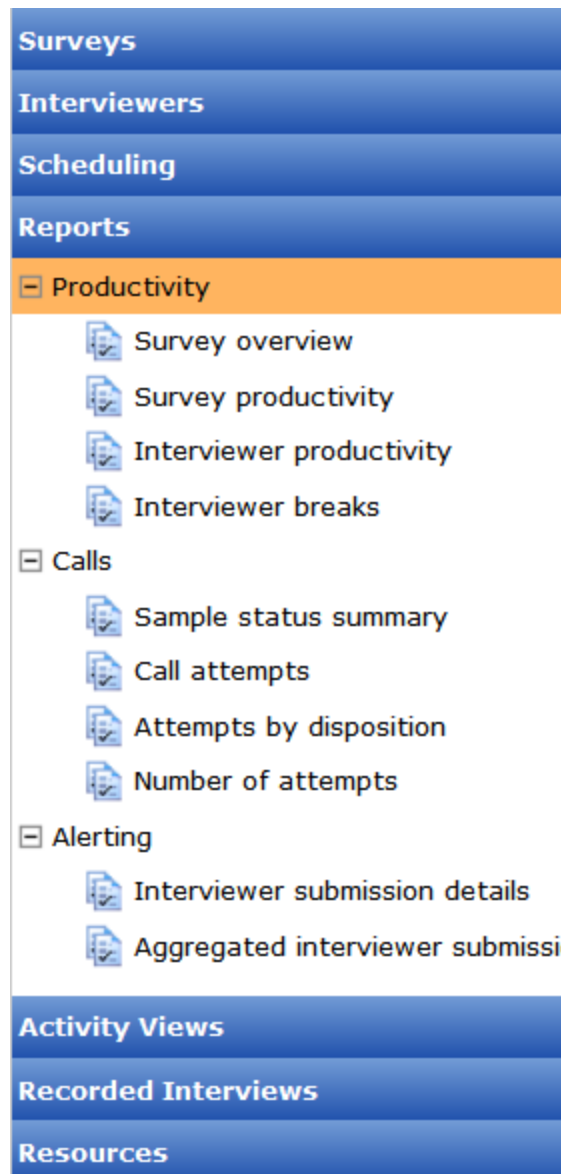 Surveys
Interviewers
Scheduling
Reports
Productivity
Survey overview
Survey productivity
Interviewer productivity
Interviewer breaks
Calls
Sample status summary
Call attempts
Attempts by disposition
Number of attempts
Alerting
Interviewer submission details
Aggregated interviewer
Activity Views
Recorded Interviews
Resources